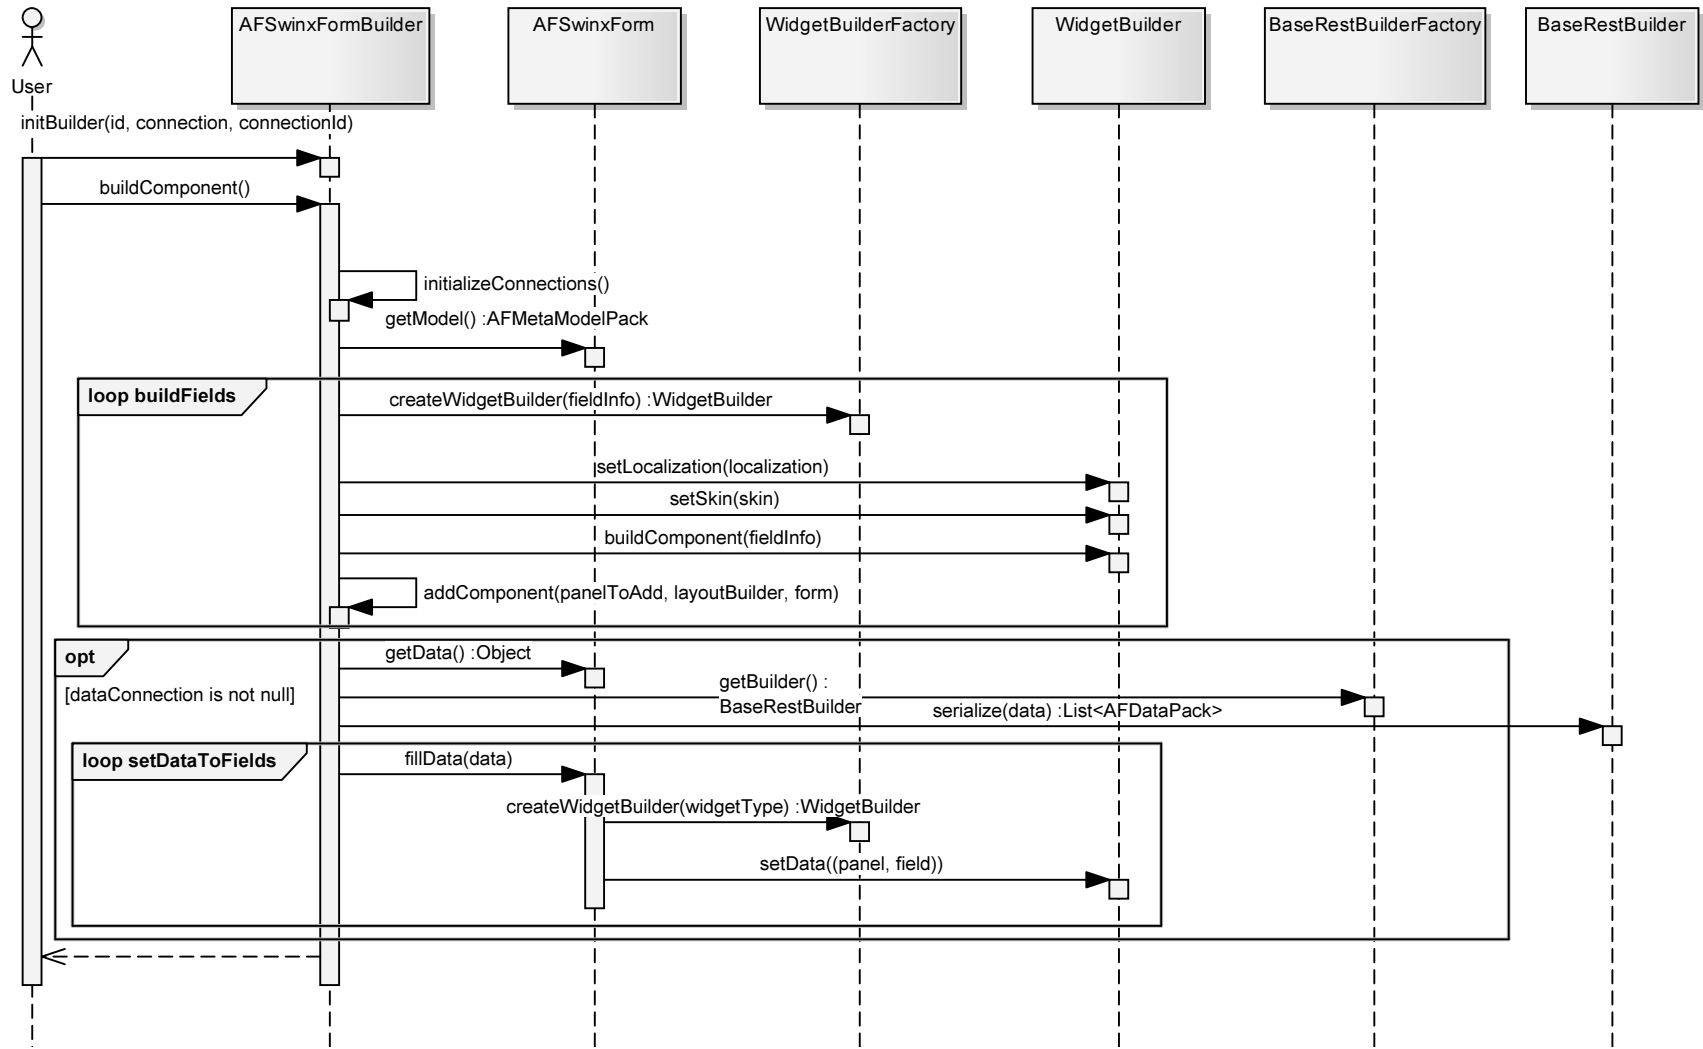 AFSwinxFormBuilder
AFSwinxForm
WidgetBuilderFactory
WidgetBuilder
BaseRestBuilderFactory
BaseRestBuilder
User
initBuilder(id, connection, connectionId)
buildComponent()
initializeConnections()
getModel() :AFMetaModelPack
loop buildFields
createWidgetBuilder(fieldInfo) :WidgetBuilder
setLocalization(localization)
setSkin(skin)
buildComponent(fieldInfo)
addComponent(panelToAdd, layoutBuilder, form)
opt
getData() :Object
[dataConnection is not null]
getBuilder() :
BaseRestBuilder
serialize(data) :List<AFDataPack>
loop setDataToFields
fillData(data)
createWidgetBuilder(widgetType) :WidgetBuilder
setData((panel, field))